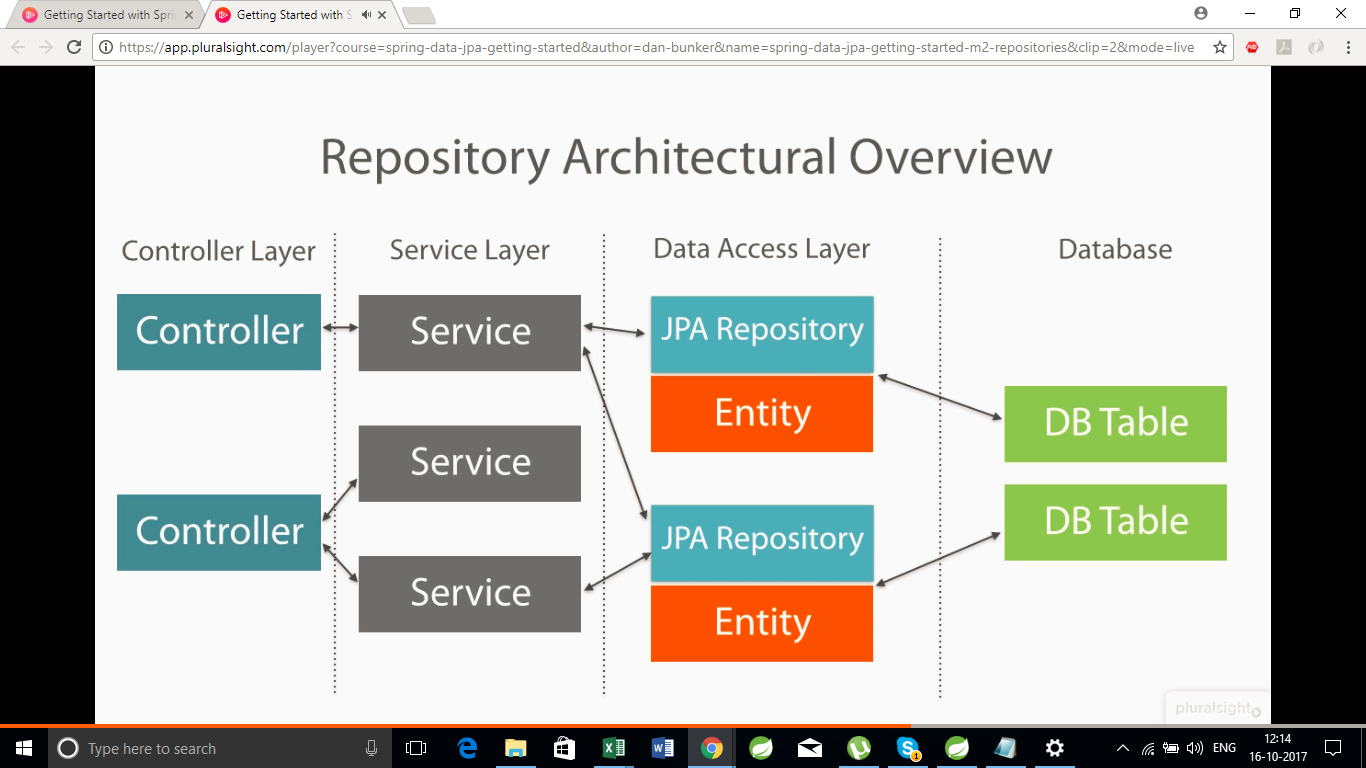 Getting Started with Spri
Getting Started with S
https://app.pluralsight.com/player?course=spring-data-jpa-getting-started&author=dan-bunker&name=spring-data-jpa-getting-started-m2-repositories&clip=2&mode=live
Repository Architectural Overview
Controller Layer
Service Layer
Data Access Layer
Database
Controller
Service
JPA Repository
Entity
DB Table
Service
Controller
JPA Repository
DB Table
Service
Entity
pluralsight
Type here to search
ENG
12:14
16-10-2017
1